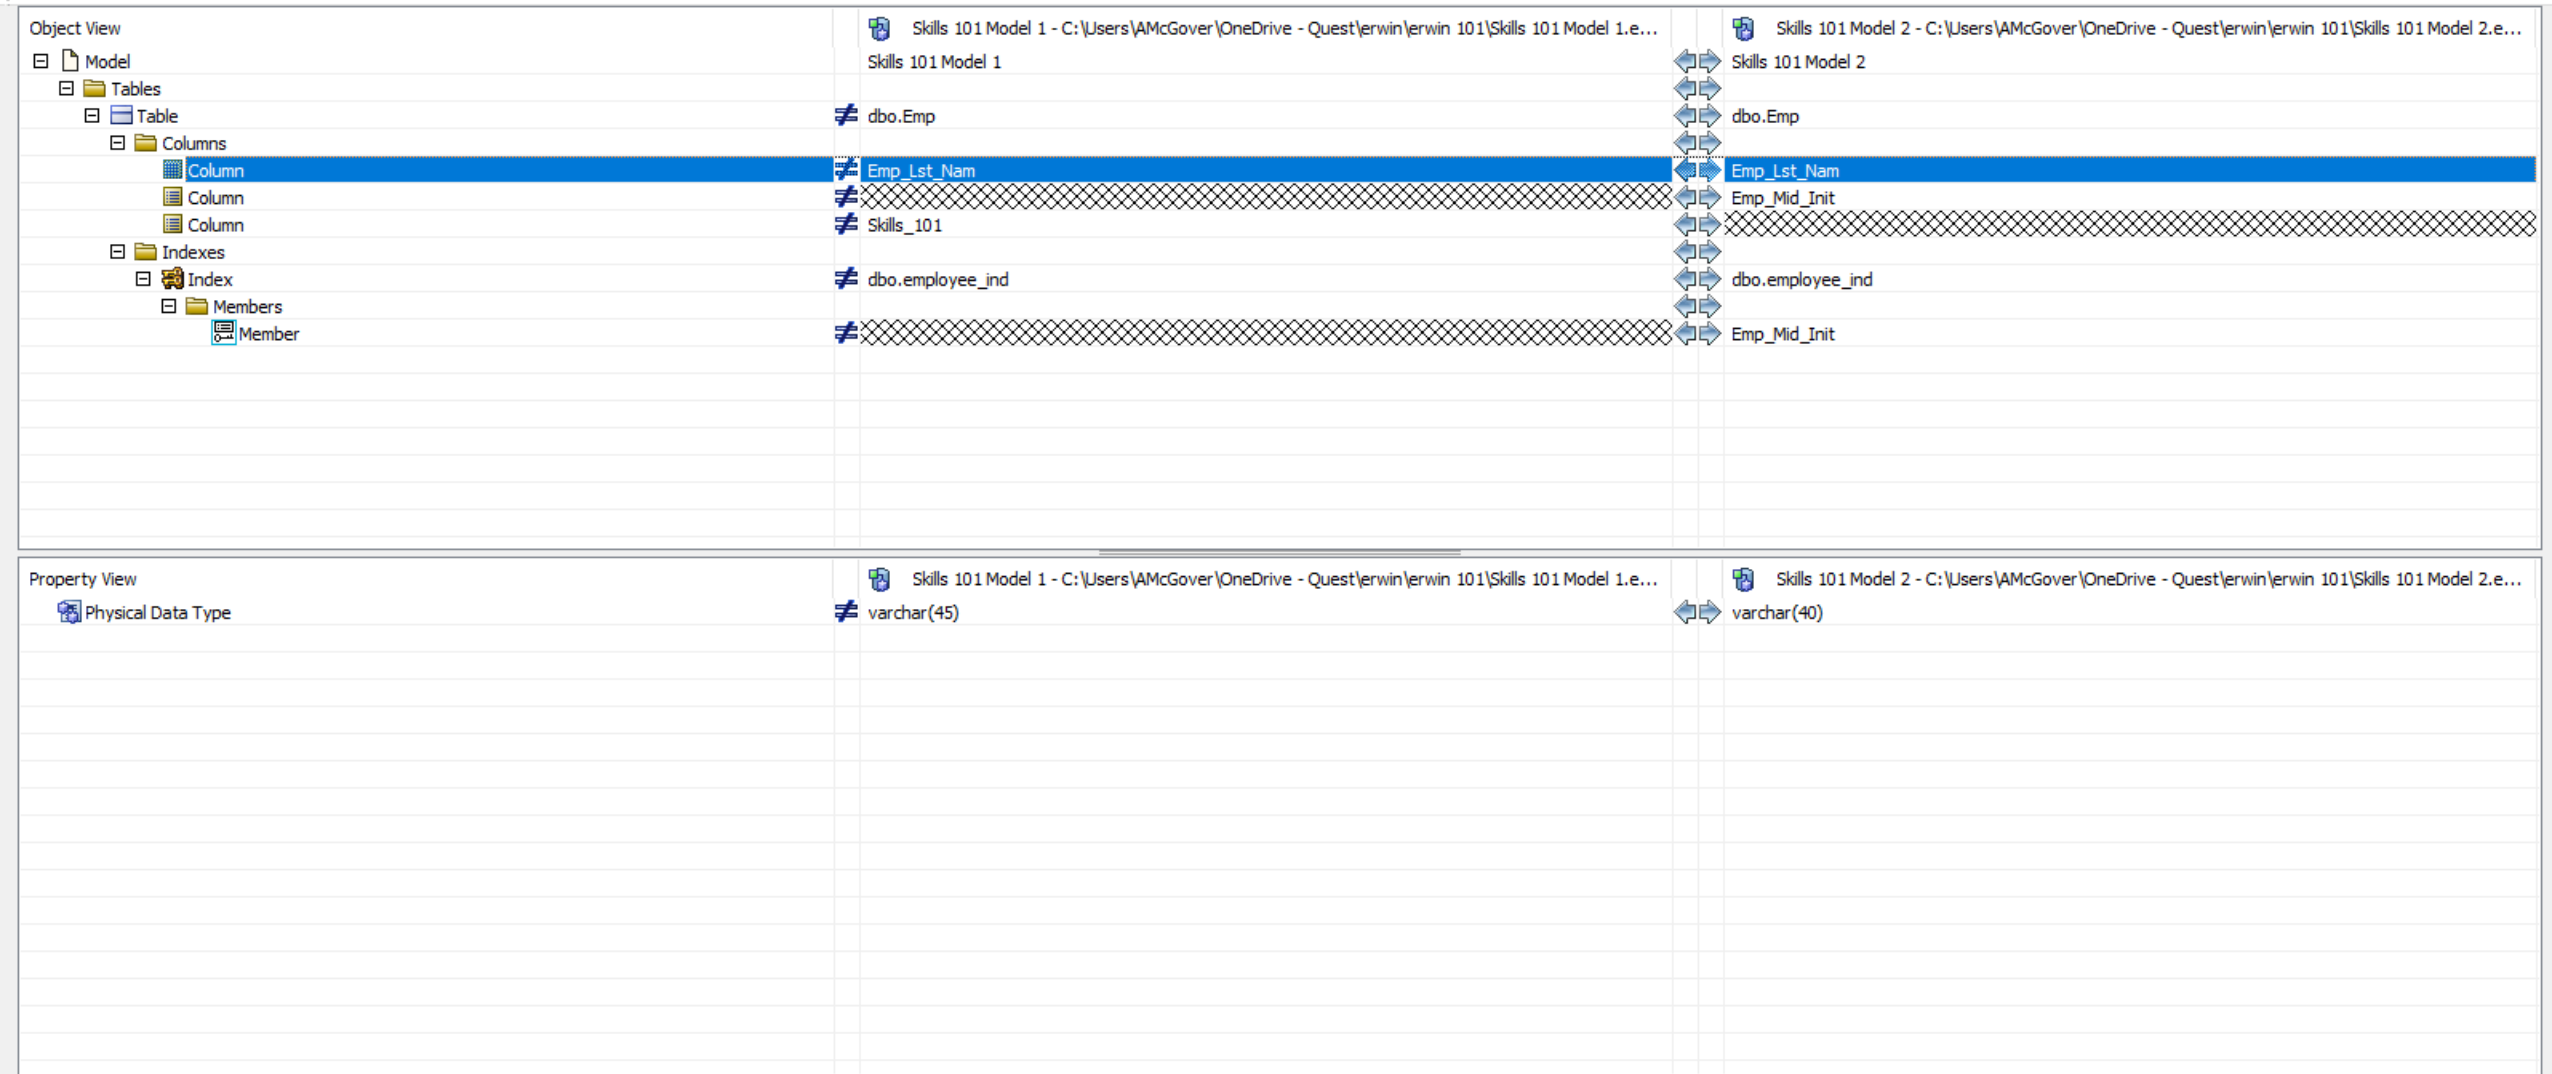 Object View Skills 101 Model 1 - C:\Users\AMcGover\OneDrive - Quest\erwin\erwin 101\Skills 101 Model 1.e... Skills 101 Model 2 - C:\Users\AMcGover\OneDrive - Quest\erwin\erwin 101\Skills 101 Model 2.e...
Model Skills 101 Model 1 Skills 101 Model 2
Tables
Table ≠ dbo.Emp dbo.Emp
Columns
Column ≠ Emp_Lst_Nam Emp_Lst_Nam
Column ≠ Emp_Mid_Init
Column ≠ Skills_101
Indexes
Index ≠ dbo.employee_ind dbo.employee_ind
Members
Member ≠ Emp_Mid_Init
Property View Skills 101 Model 1 - C:\Users\AMcGover\OneDrive - Quest\erwin\erwin 101\Skills 101 Model 1.e... Skills 101 Model 2 - C:\Users\AMcGover\OneDrive - Quest\erwin\erwin 101\Skills 101 Model 2.e...
Physical Data Type ≠ varchar(45) varchar(40)